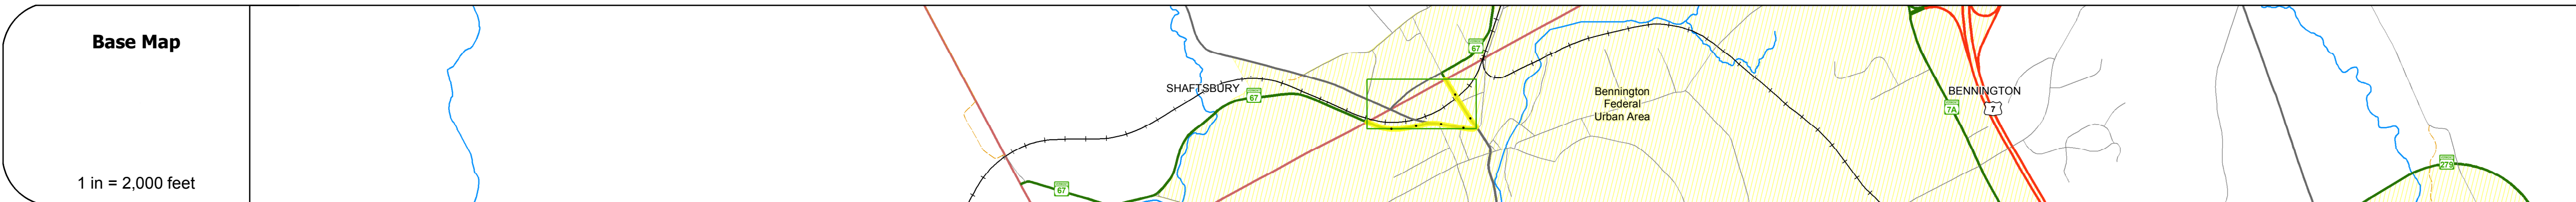 Base Map
1 in = 2,000 feet
67
SHAFTSBURY
67
67
Bennington
Federal
Urban Area
BENNINGTON
7A
7
279